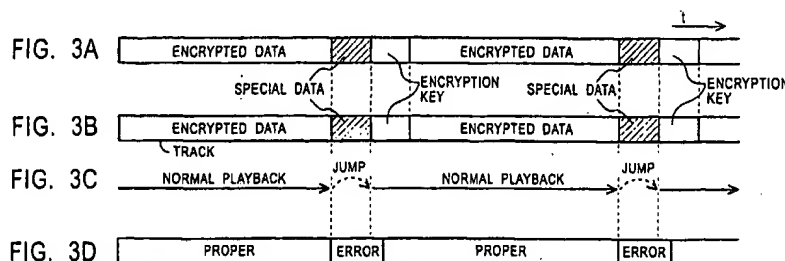 t
FIG. 3A
ENCRYPTED DATA
ENCRYPTED DATA
SPECIAL DATA
ENCRYPTION
KEY
SPECIAL DATA
ENCRYPTION
KEY
FIG. 3B
ENCRYPTED DATA
ENCRYPTED DATA
TRACK
FIG. 3C
NORMAL PLAYBACK
JUMP
NORMAL PLAYBACK
JUMP
FIG. 3D
PROPER
ERROR
PROPER
ERROR